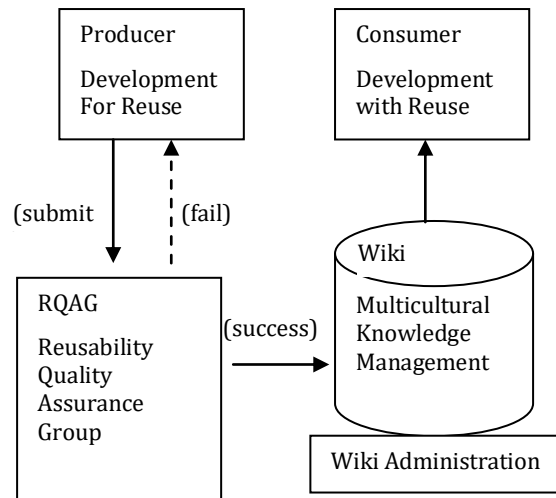 Producer
Development
For Reuse
Consumer
Development
with Reuse
(submit
(fail)
RQAG
Reusability
Quality
Assurance
Group
(success)
Wiki
Multicultural
Knowledge
Management
Wiki Administration